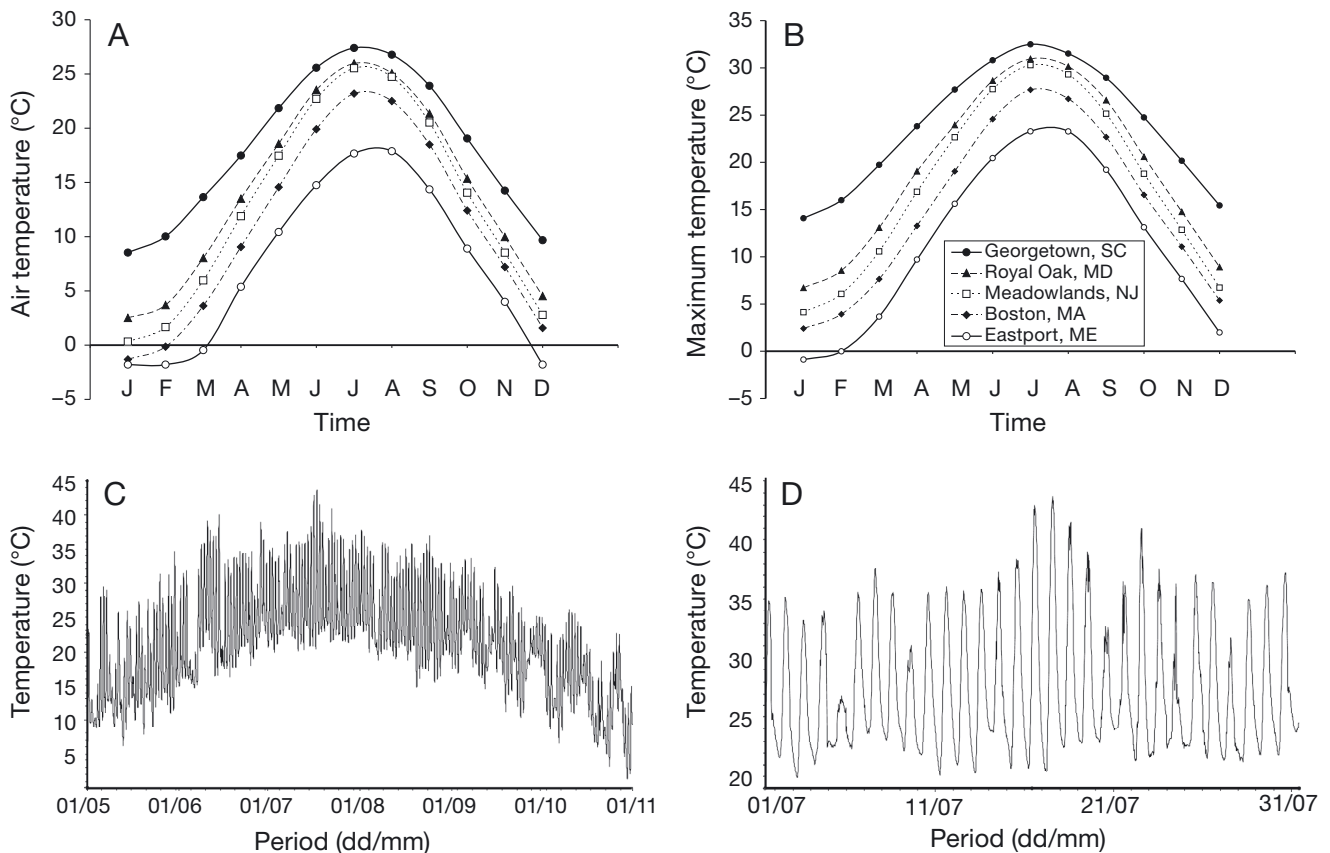 A
Air temperature (°C)
30
25
20
15
10
5
0
–5
J F M A M J J A S O N D
Time
B
Maximum temperature (°C)
35
30
25
20
15
10
5
0
–5
J F M A M J J A S O N D
Time
Georgetown, SC
Royal Oak, MD
Meadowlands, NJ
Boston, MA
Eastport, ME
C
Temperature (°C)
45
40
35
30
25
20
15
10
5
01/05 01/06 01/07 01/08 01/09 01/10 01/11
Period (dd/mm)
D
Temperature (°C)
45
40
35
30
25
20
01/07 11/07 21/07 31/07
Period (dd/mm)